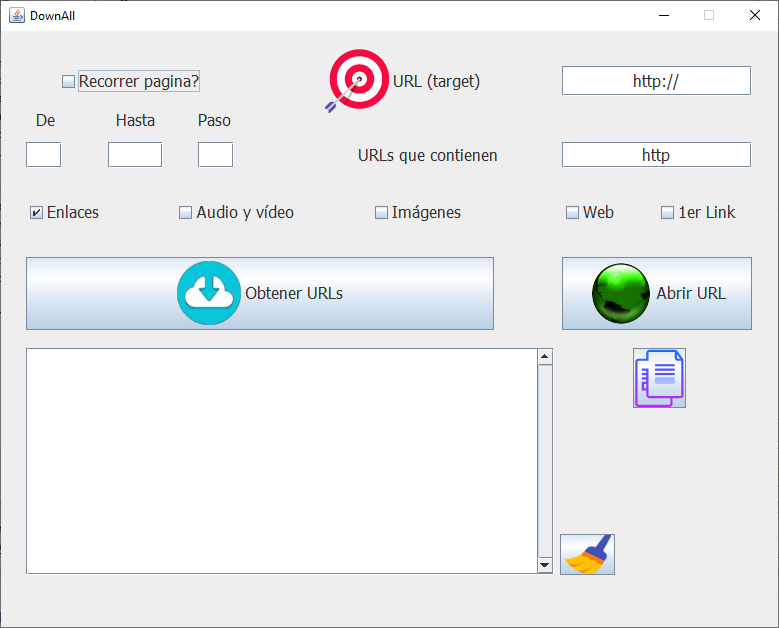 DownAll
Recorrer pagina?
URL (target)
http://
De
Hasta
Paso
URLs que contienen
http
Enlaces
Audio y vídeo
Imágenes
Web
1er Link
Obtener URLs
Abrir URL